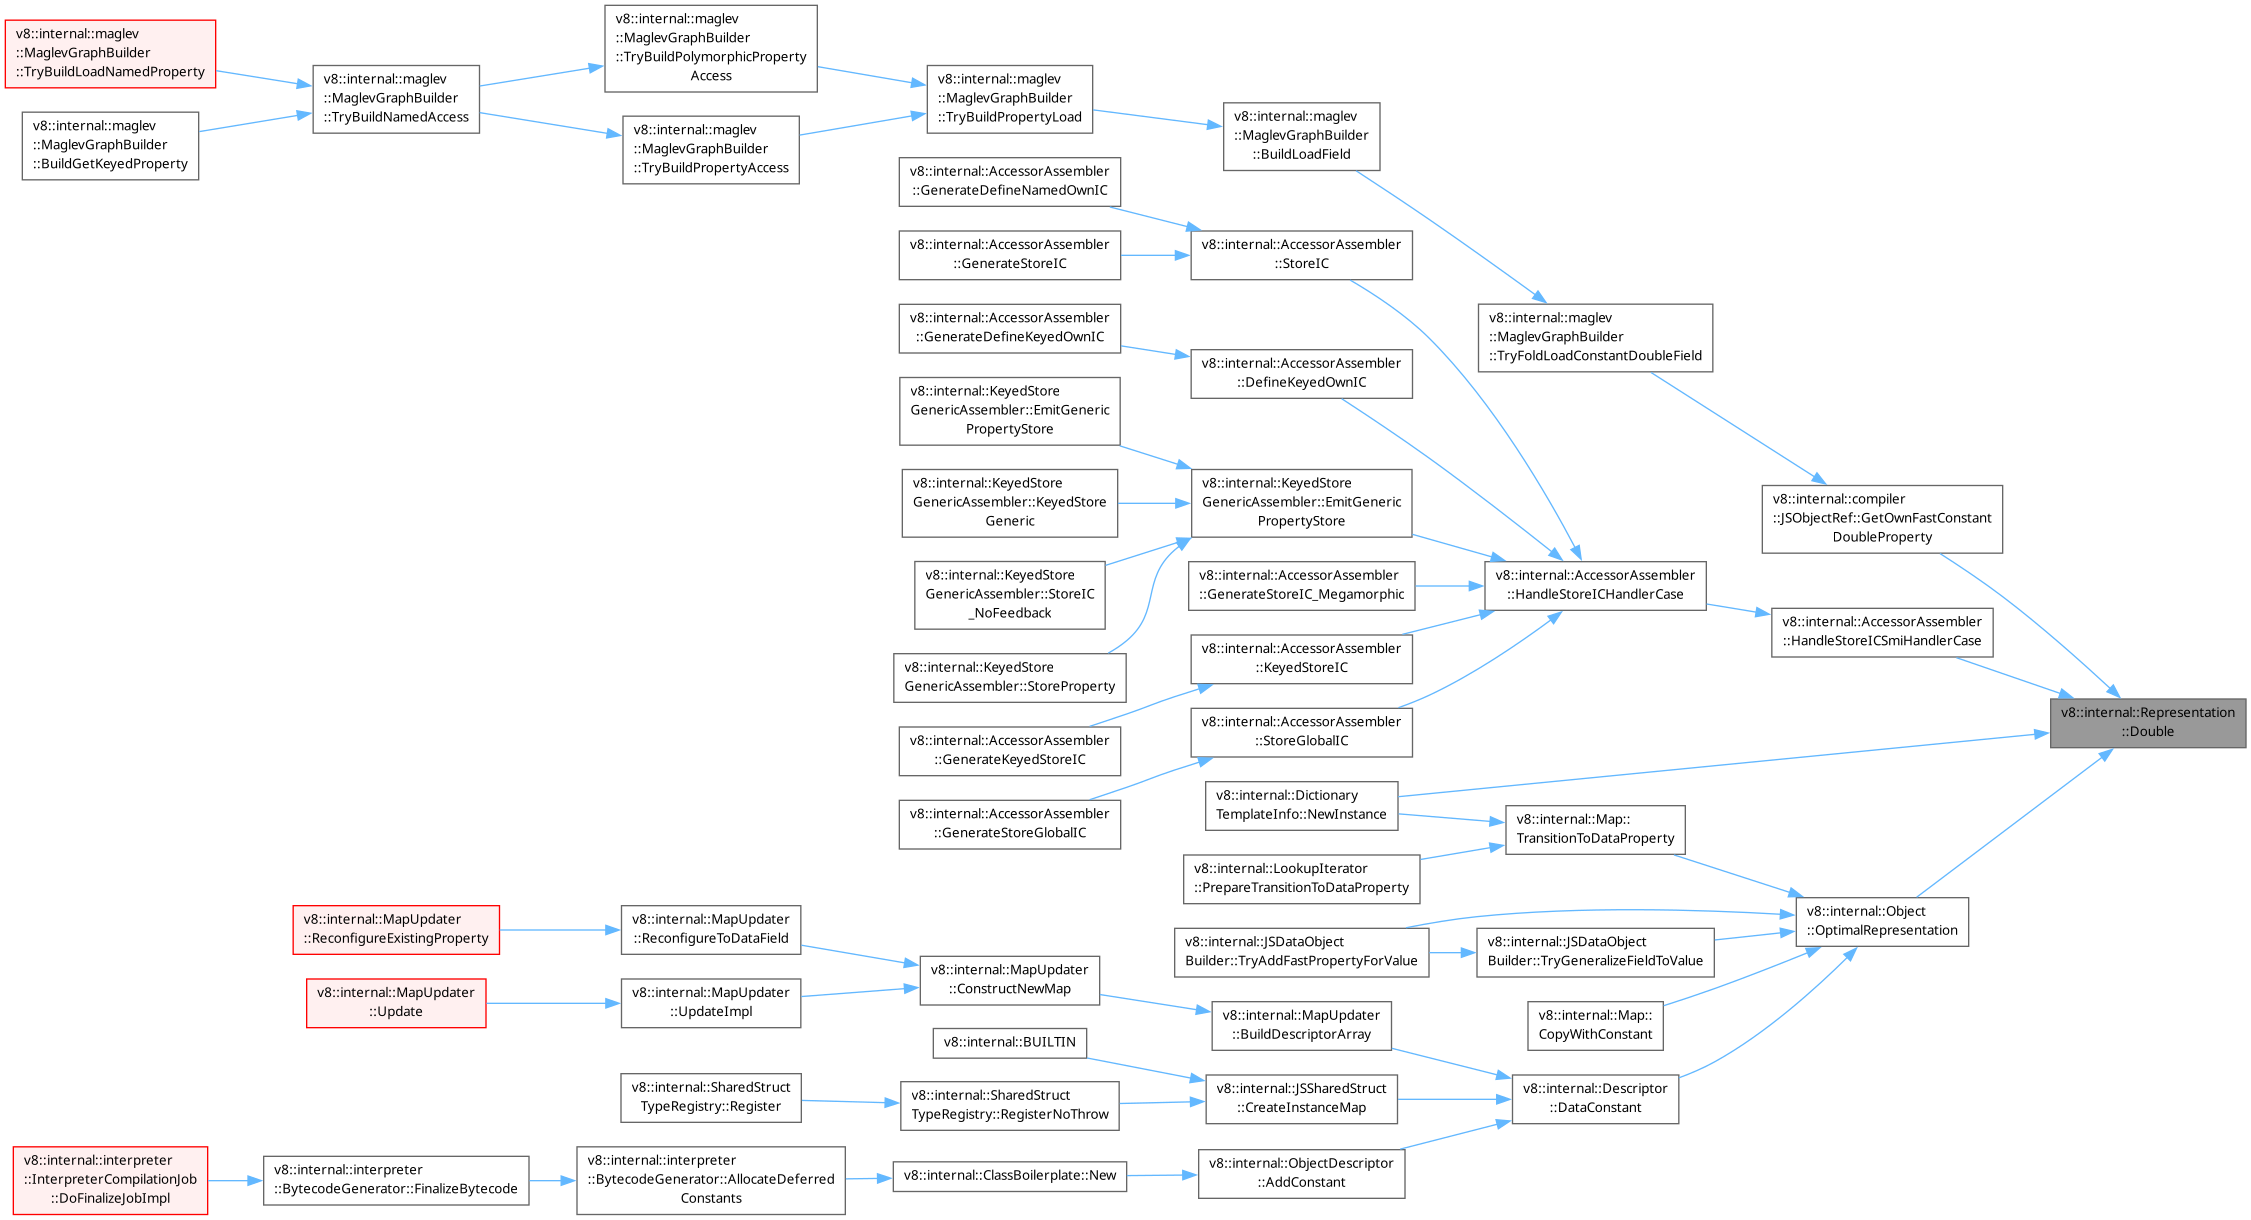 v8::internal::maglev
::MaglevGraphBuilder
::TryBuildLoadNamedProperty
v8::internal::maglev
::MaglevGraphBuilder
::BuildGetKeyedProperty
v8::internal::maglev
::MaglevGraphBuilder
::TryBuildNamedAccess
v8::internal::maglev
::MaglevGraphBuilder
::TryBuildPolymorphicProperty
Access
v8::internal::maglev
::MaglevGraphBuilder
::TryBuildPropertyAccess
v8::internal::maglev
::MaglevGraphBuilder
::TryBuildPropertyLoad
v8::internal::maglev
::MaglevGraphBuilder
::BuildLoadField
v8::internal::AccessorAssembler
::GenerateDefineNamedOwnIC
v8::internal::AccessorAssembler
::GenerateStoreIC
v8::internal::AccessorAssembler
::StoreIC
v8::internal::AccessorAssembler
::GenerateDefineKeyedOwnIC
v8::internal::AccessorAssembler
::DefineKeyedOwnIC
v8::internal::maglev
::MaglevGraphBuilder
::TryFoldLoadConstantDoubleField
v8::internal::KeyedStore
GenericAssembler::EmitGeneric
PropertyStore
v8::internal::KeyedStore
GenericAssembler::KeyedStore
Generic
v8::internal::KeyedStore
GenericAssembler::StoreIC
_NoFeedback
v8::internal::KeyedStore
GenericAssembler::StoreProperty
v8::internal::KeyedStore
GenericAssembler::EmitGeneric
PropertyStore
v8::internal::AccessorAssembler
::GenerateStoreIC_Megamorphic
v8::internal::AccessorAssembler
::KeyedStoreIC
v8::internal::AccessorAssembler
::StoreGlobalIC
v8::internal::AccessorAssembler
::GenerateKeyedStoreIC
v8::internal::AccessorAssembler
::GenerateStoreGlobalIC
v8::internal::AccessorAssembler
::HandleStoreICHandlerCase
v8::internal::compiler
::JSObjectRef::GetOwnFastConstant
DoubleProperty
v8::internal::AccessorAssembler
::HandleStoreICSmiHandlerCase
v8::internal::Representation
::Double
v8::internal::Dictionary
TemplateInfo::NewInstance
v8::internal::Map::
TransitionToDataProperty
v8::internal::LookupIterator
::PrepareTransitionToDataProperty
v8::internal::Object
::OptimalRepresentation
v8::internal::JSDataObject
Builder::TryAddFastPropertyForValue
v8::internal::JSDataObject
Builder::TryGeneralizeFieldToValue
v8::internal::Map::
CopyWithConstant
v8::internal::MapUpdater
::ReconfigureExistingProperty
v8::internal::MapUpdater
::ReconfigureToDataField
v8::internal::MapUpdater
::Update
v8::internal::MapUpdater
::UpdateImpl
v8::internal::MapUpdater
::ConstructNewMap
v8::internal::MapUpdater
::BuildDescriptorArray
v8::internal::BUILTIN
v8::internal::SharedStruct
TypeRegistry::Register
v8::internal::SharedStruct
TypeRegistry::RegisterNoThrow
v8::internal::JSSharedStruct
::CreateInstanceMap
v8::internal::Descriptor
::DataConstant
v8::internal::interpreter
::InterpreterCompilationJob
::DoFinalizeJobImpl
v8::internal::interpreter
::BytecodeGenerator::FinalizeBytecode
v8::internal::interpreter
::BytecodeGenerator::AllocateDeferred
Constants
v8::internal::ClassBoilerplate::New
v8::internal::ObjectDescriptor
::AddConstant